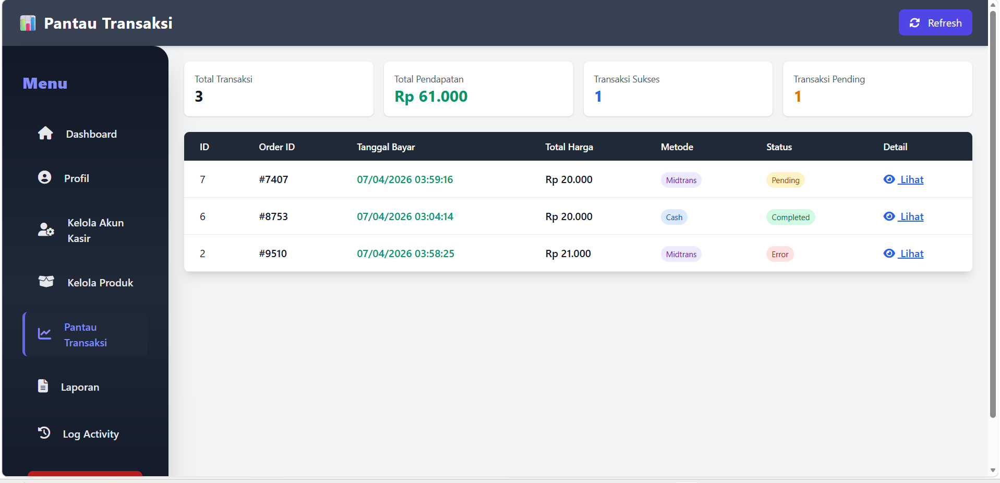 Pantau Transaksi
Refresh
Menu
Dashboard
Profil
Kelola Akun
Kasir
Kelola Produk
Pantau
Transaksi
Laporan
Log Activity
Total Transaksi
3
Total Pendapatan
Rp 61.000
Transaksi Sukses
1
Transaksi Pending
1
ID Order ID Tanggal Bayar Total Harga Metode Status Detail
7 #7407 07/04/2026 03:59:16 Rp 20.000 Midtrans Pending Lihat
6 #8753 07/04/2026 03:04:14 Rp 20.000 Cash Completed Lihat
2 #9510 07/04/2026 03:58:25 Rp 21.000 Midtrans Error Lihat